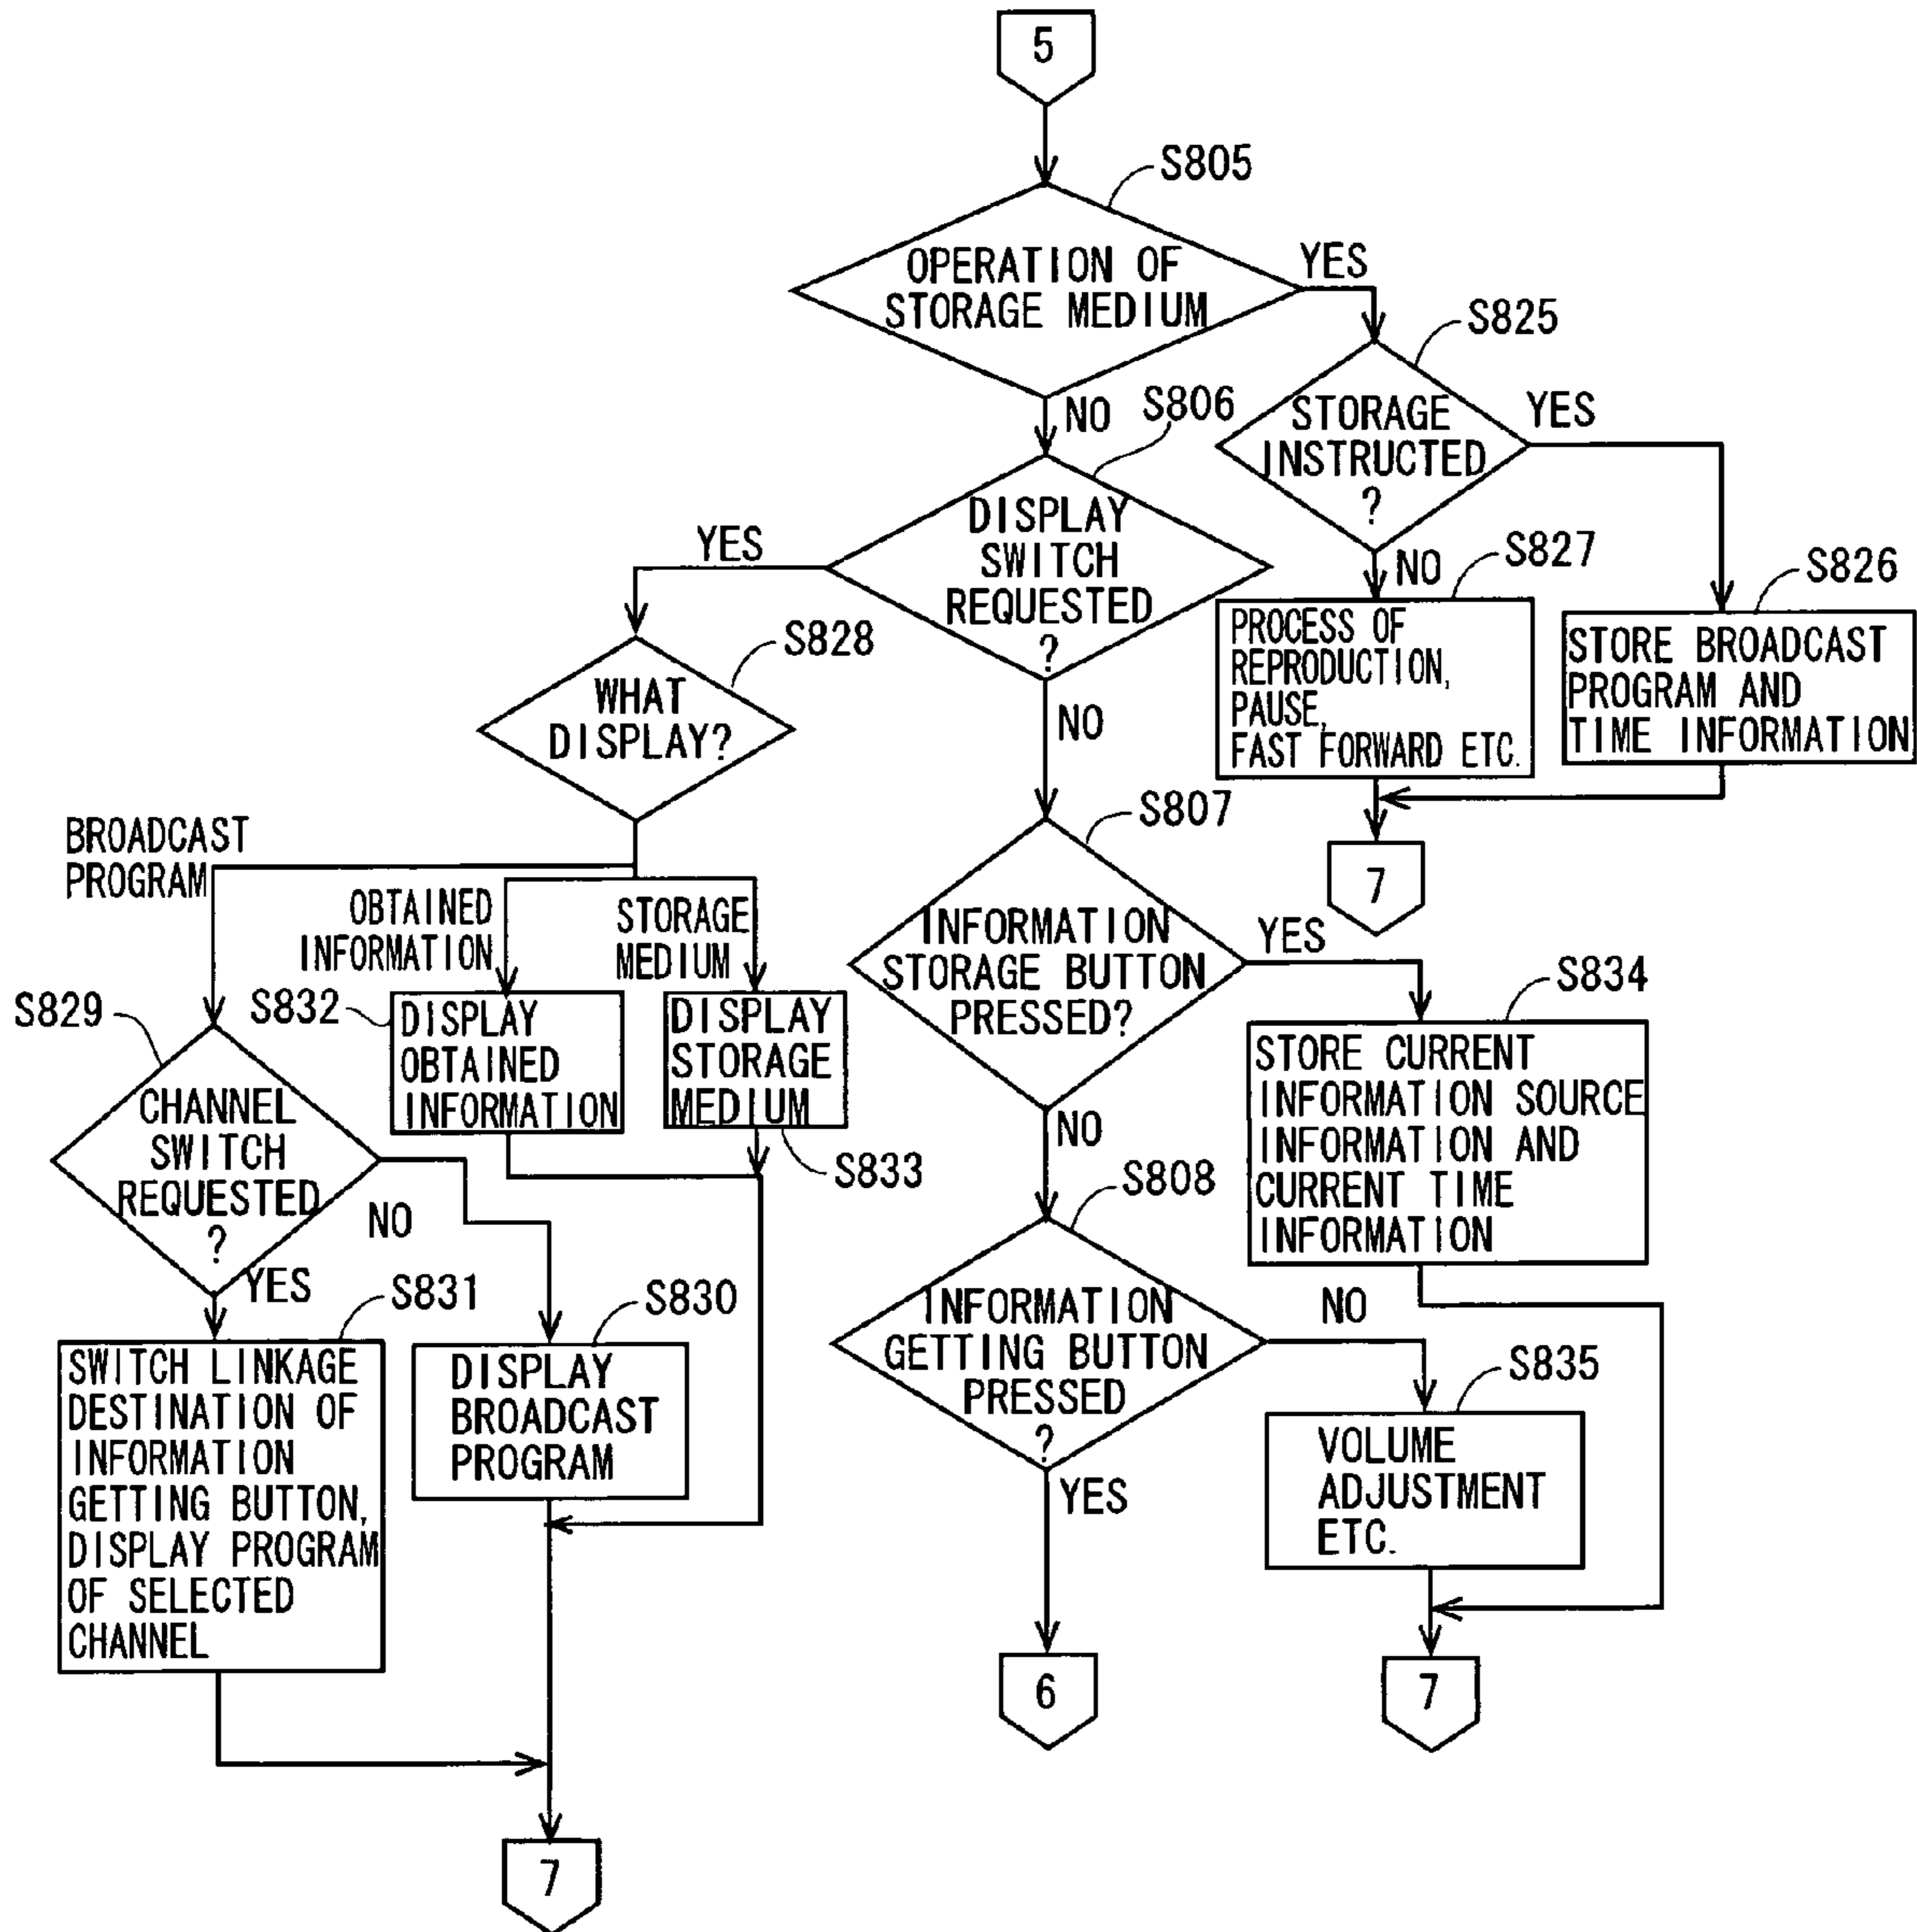 5
S805
OPERATION OF
STORAGE MEDIUM
YES
NO
S825
STORAGE
INSTRUCTED
?
YES
NO
S806
DISPLAY
SWITCH
REQUESTED
?
YES
NO
S827
PROCESS OF
REPRODUCTION,
PAUSE,
FAST FORWARD ETC.
S826
STORE BROADCAST
PROGRAM AND
TIME INFORMATION
7
S828
WHAT
DISPLAY?
BROADCAST
PROGRAM
OBTAINED
INFORMATION
STORAGE
MEDIUM
S807
INFORMATION
STORAGE BUTTON
PRESSED?
YES
NO
S834
STORE CURRENT
INFORMATION SOURCE
INFORMATION AND
CURRENT TIME
INFORMATION
S829
CHANNEL
SWITCH
REQUESTED
?
NO
YES
S832
DISPLAY
OBTAINED
INFORMATION
DISPLAY
STORAGE
MEDIUM
S833
S808
INFORMATION
GETTING BUTTON
PRESSED
?
NO
YES
S831
SWITCH LINKAGE
DESTINATION OF
INFORMATION
GETTING BUTTON,
DISPLAY PROGRAM
OF SELECTED
CHANNEL
S830
DISPLAY
BROADCAST
PROGRAM
S835
VOLUME
ADJUSTMENT
ETC.
6
7
7